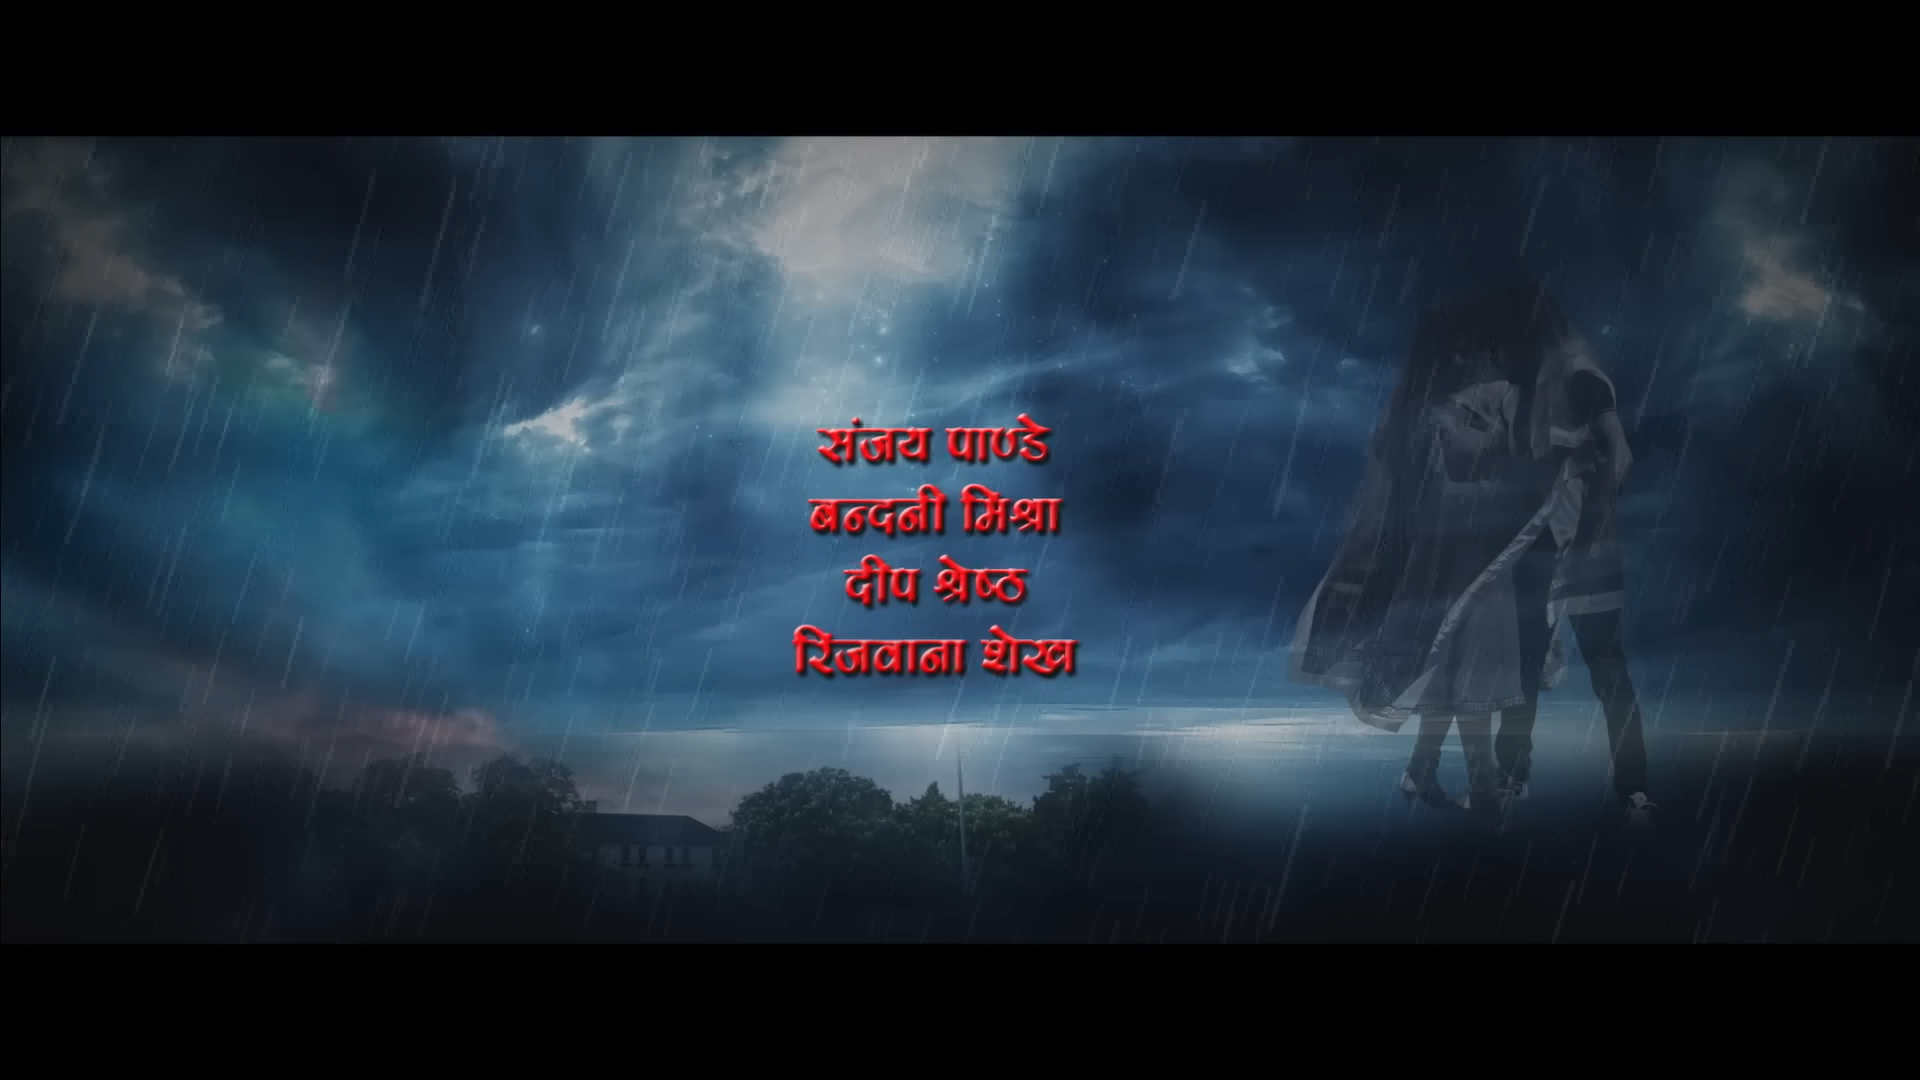 संजय पाण्डे
बन्दनी मिश्रा
दीप श्रेष्ठ
रिजवाना शेख